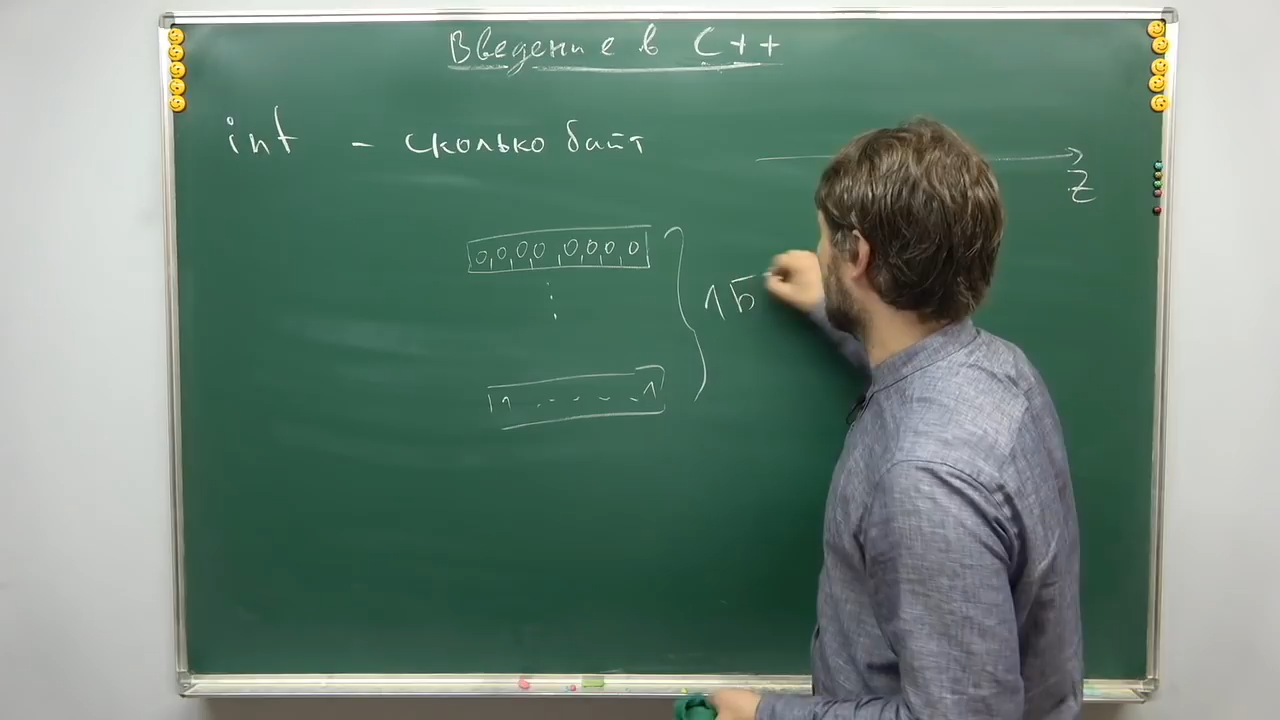 Введение в C++
int - сколько байт
Z
0,0,0,0,0,0,0,0
1Б
1 . . . . . 1